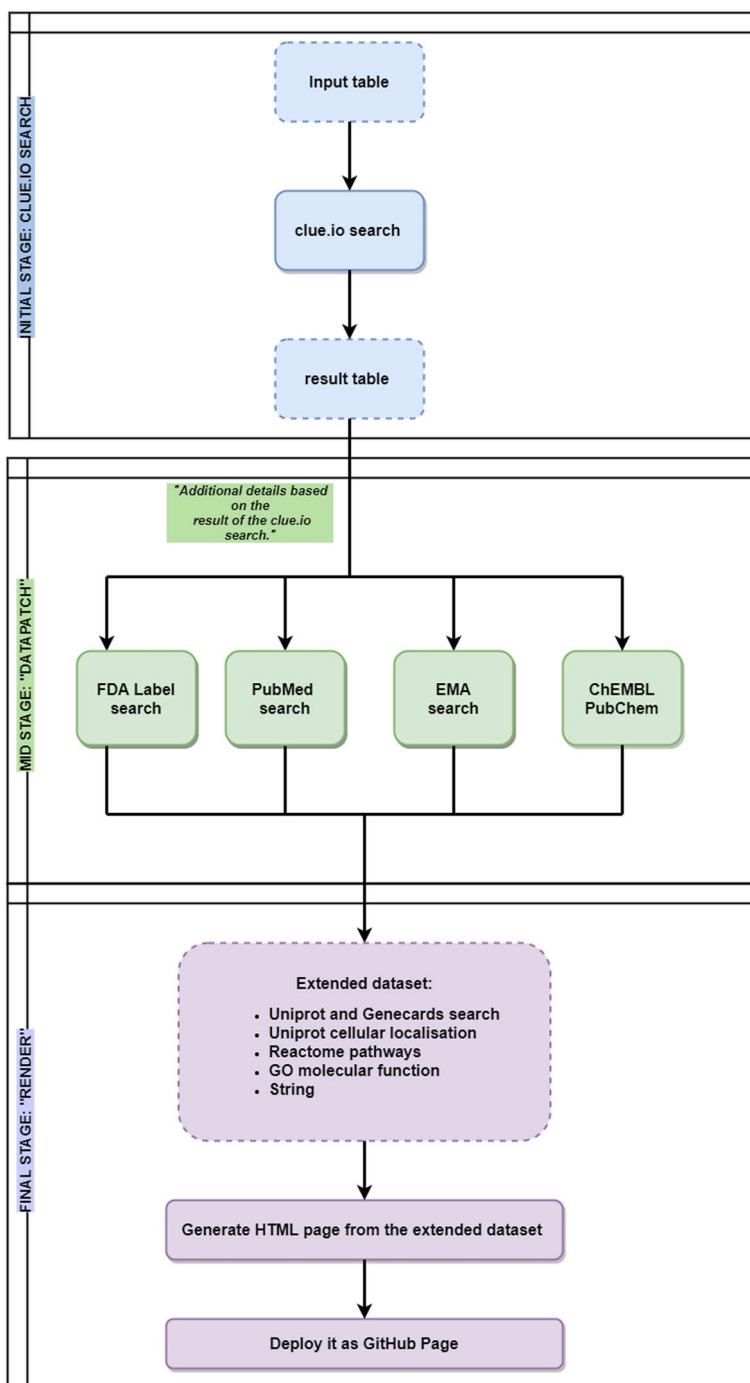 INITIAL STAGE: CLUE.IO SEARCH
Input table
clue.io search
result table
MID STAGE: "DATAPATCH"
"Additional details based
on the
result of the clue.io
search."
FDA Label
search
PubMed
search
EMA
search
ChEMBL
PubChem
FINAL STAGE: "RENDER"
Extended dataset:
• Uniprot and Genecards search
• Uniprot cellular localisation
• Reactome pathways
• GO molecular function
• String
Generate HTML page from the extended dataset
Deploy it as GitHub Page